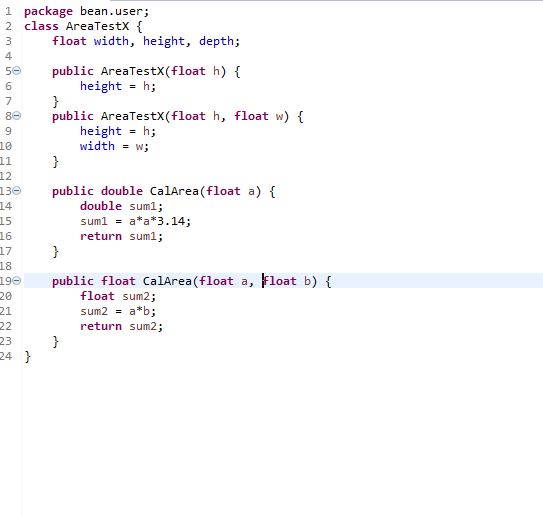 1 package bean.user;
2 class AreaTestX {
3     float width, height, depth;
4
5     public AreaTestX(float h) {
6         height = h;
7     }
8     public AreaTestX(float h, float w) {
9         height = h;
10         width = w;
11     }
12
13     public double CalArea(float a) {
14         double sum1;
15         sum1 = a*a*3.14;
16         return sum1;
17     }
18
19     public float CalArea(float a, float b) {
20         float sum2;
21         sum2 = a*b;
22         return sum2;
23     }
24 }